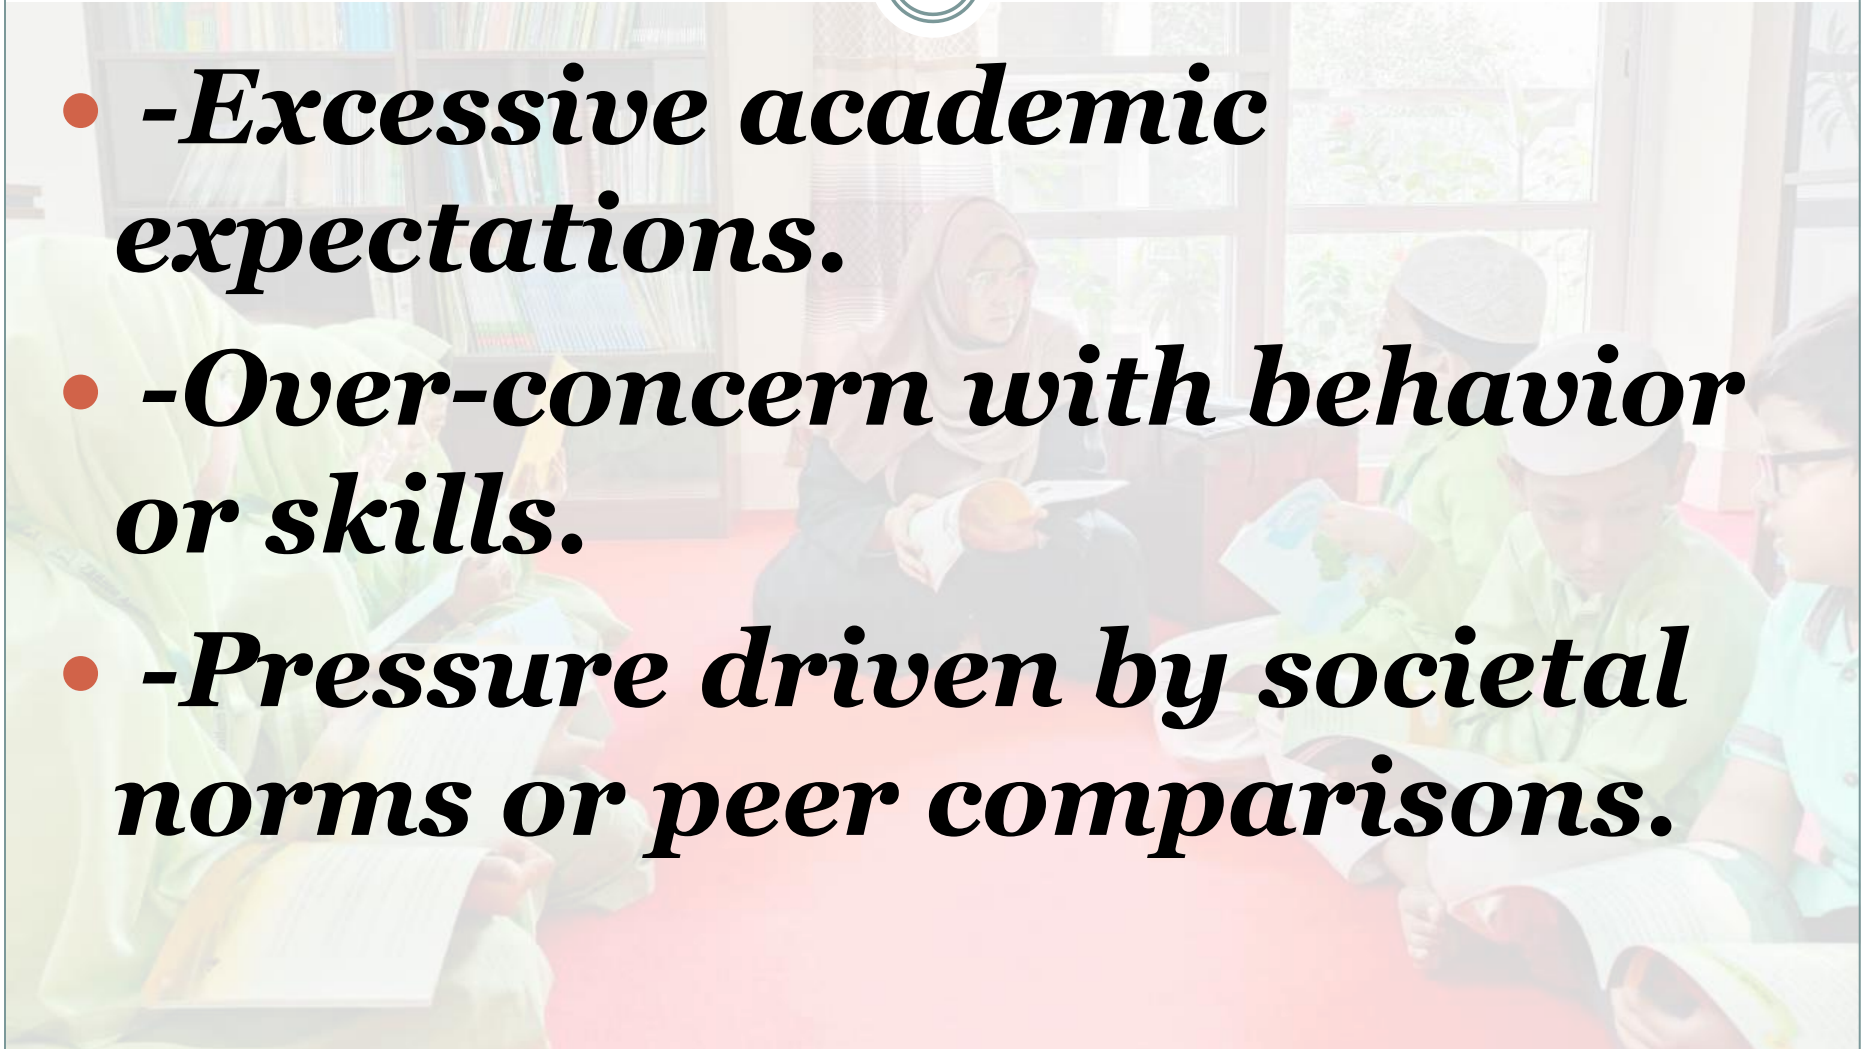 • -Excessive academic
expectations.
• -Over-concern with behavior
or skills.
• -Pressure driven by societal
norms or peer comparisons.